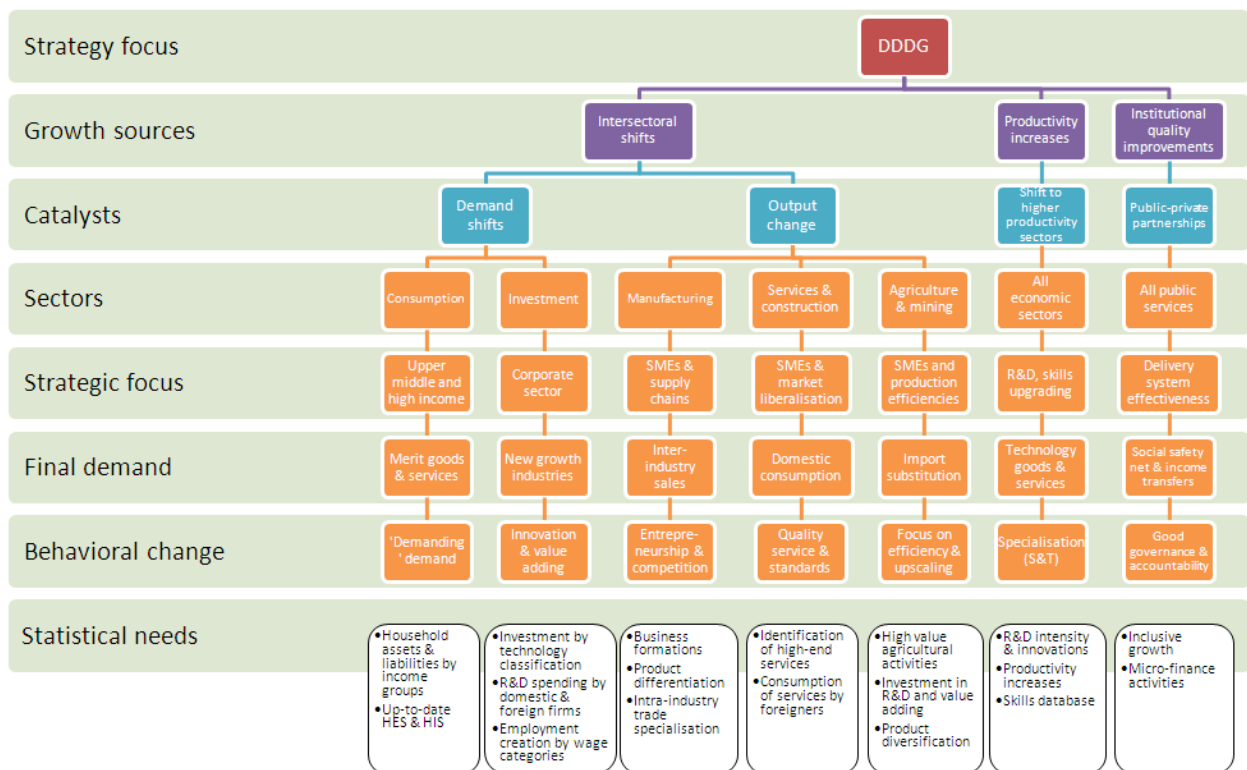 Strategy focus
DDDG
Growth sources
Intersectoral
shifts
Productivity
increases
Institutional
quality
improvements
Catalysts
Demand
shifts
Output
change
Shift to
higher
productivity
sectors
Public-private
partnerships
Sectors
Consumption
Investment
Manufacturing
Services &
construction
Agriculture
& mining
All
economic
sectors
All public
services
Strategic focus
Upper
middle and
high income
Corporate
sector
SMEs &
supply
chains
SMEs &
market
liberalisation
SMEs and
production
efficiencies
R&D, skills
upgrading
Delivery
system
effectiveness
Final demand
Merit goods
& services
New growth
industries
Inter-
industry
sales
Domestic
consumption
Import
substitution
Technology
goods &
services
Social safety
net & income
transfers
Behavioral change
'Demanding
' demand
Innovation
& value
adding
Entrepre-
neurship &
competition
Quality
service &
standards
Focus on
efficiency &
upscaling
Specialisation
(S&T)
Good
governance &
accountability
Statistical needs
•Household
assets &
liabilities by
income
groups
•Up-to-date
HES & HIS
•Investment by
technology
classification
•R&D spending by
domestic &
foreign firms
•Employment
creation by wage
categories
•Business
formations
•Product
differentiation
•Intra-industry
trade
specialisation
•Identification
of high-end
services
•Consumption
of services by
foreigners
•High value
agricultural
activities
•Investment in
R&D and value
adding
•Product
diversification
•R&D intensity
& innovations
•Productivity
increases
•Skills database
•Inclusive
growth
•Micro-finance
activities